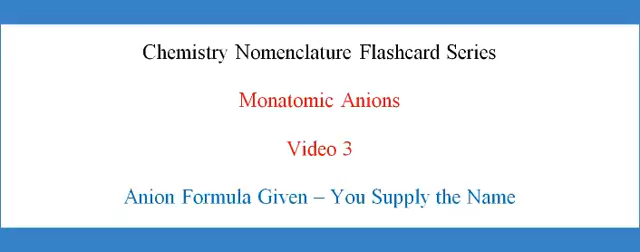 Chemistry Nomenclature Flashcard Series
Monatomic Anions
Video 3
Anion Formula Given – You Supply the Name